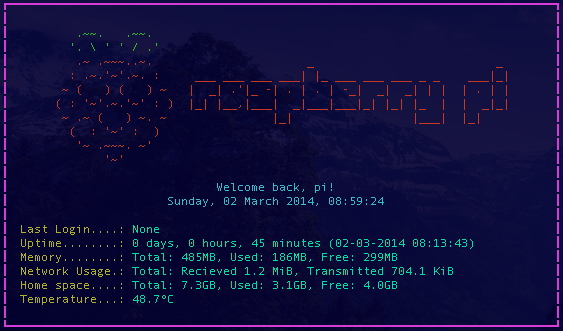 raspberry pi
Welcome back, pi!
Sunday, 02 March 2014, 08:59:24
Last Login....: None
Uptime........: 0 days, 0 hours, 45 minutes (02-03-2014 08:13:43)
Memory........: Total: 485MB, Used: 186MB, Free: 299MB
Network Usage.: Total: Recieved 1.2 MiB, Transmitted 704.1 KiB
Home space....: Total: 7.3GB, Used: 3.1GB, Free: 4.0GB
Temperature...: 48.7°C